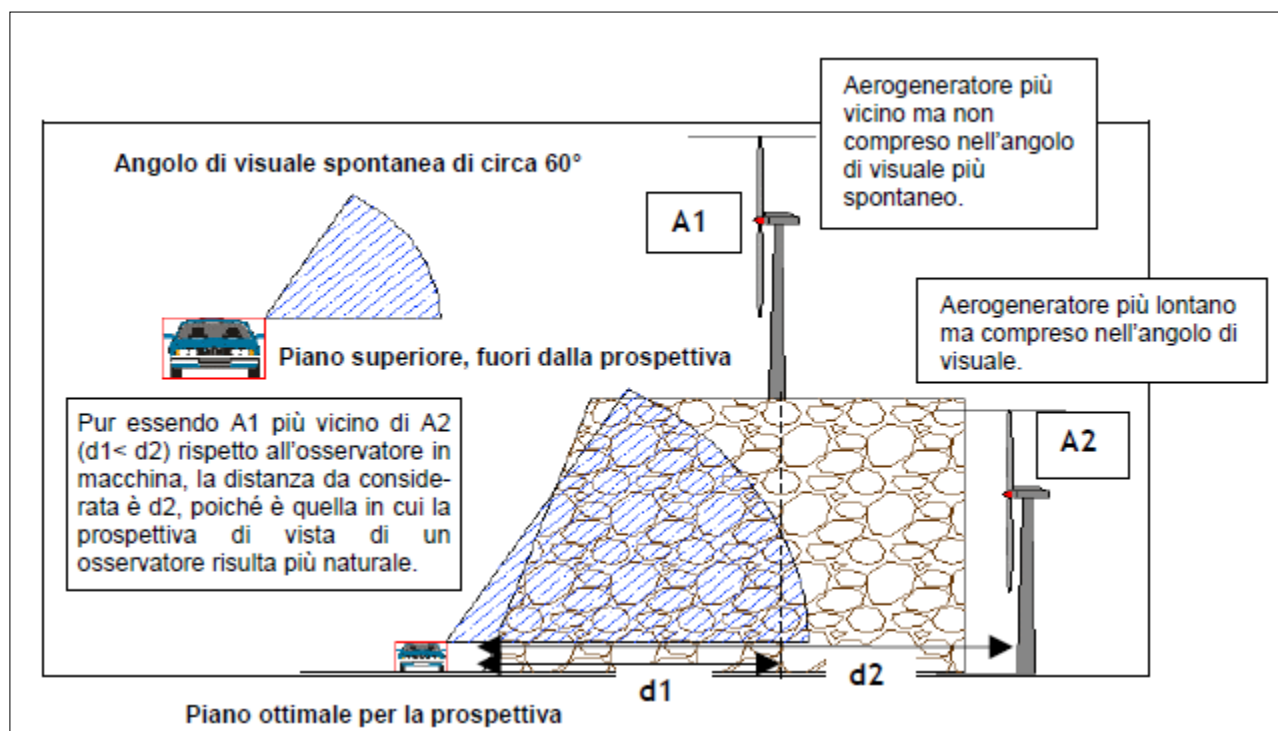 Aerogeneratore più
vicino ma non
compreso nell'angolo
di visuale più
spontaneo.
Angolo di visuale spontanea di circa 60°
A1
Aerogeneratore più lontano
ma compreso nell'angolo di
visuale.
Piano superiore, fuori dalla prospettiva
Pur essendo A1 più vicino di A2
(d1< d2) rispetto all'osservatore in
macchina, la distanza da conside-
rata è d2, poiché è quella in cui la
prospettiva di vista di un
osservatore risulta più naturale.
A2
d1
d2
Piano ottimale per la prospettiva